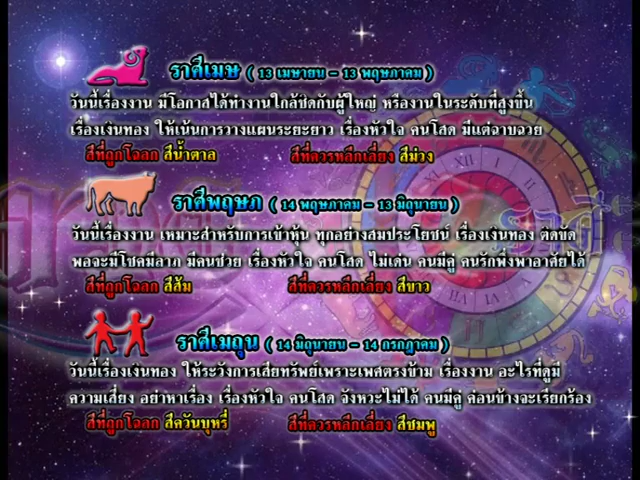 ราศีเมษ ( 13 เมษายน - 13 พฤษภาคม )
วันนี้เรื่องงาน มีโอกาสได้ทำงานใกล้ชิดกับผู้ใหญ่ หรืองานในระดับที่สูงขึ้น
เรื่องเงินทอง ให้เน้นการวางแผนระยะยาว เรื่องหัวใจ คนโสด มีแต่ฉาบฉวย
สีที่ถูกโฉลก สีน้ำตาล สีที่ควรหลีกเลี่ยง สีม่วง
ราศีพฤษภ ( 14 พฤษภาคม - 13 มิถุนายน )
วันนี้เรื่องงาน เหมาะสำหรับการเข้าหุ้น ทุกอย่างสมประโยชน์ เรื่องเงินทอง ติดขัด
พอจะมีโชคมีลาภ มีคนช่วย เรื่องหัวใจ คนโสด ไม่เด่น คนมีคู่ คนรักพึ่งพาอาศัยได้
สีที่ถูกโฉลก สีส้ม สีที่ควรหลีกเลี่ยง สีขาว
ราศีเมถุน ( 14 มิถุนายน - 14 กรกฎาคม )
วันนี้เรื่องเงินทอง ให้ระวังการเสียทรัพย์เพราะเพศตรงข้าม เรื่องงาน อะไรที่ดูมี
ความเสี่ยง อย่าหาเรื่อง เรื่องหัวใจ คนโสด จังหวะไม่ได้ คนมีคู่ ค่อนข้างจะเรียกร้อง
สีที่ถูกโฉลก สีควันบุหรี่ สีที่ควรหลีกเลี่ยง สีชมพู